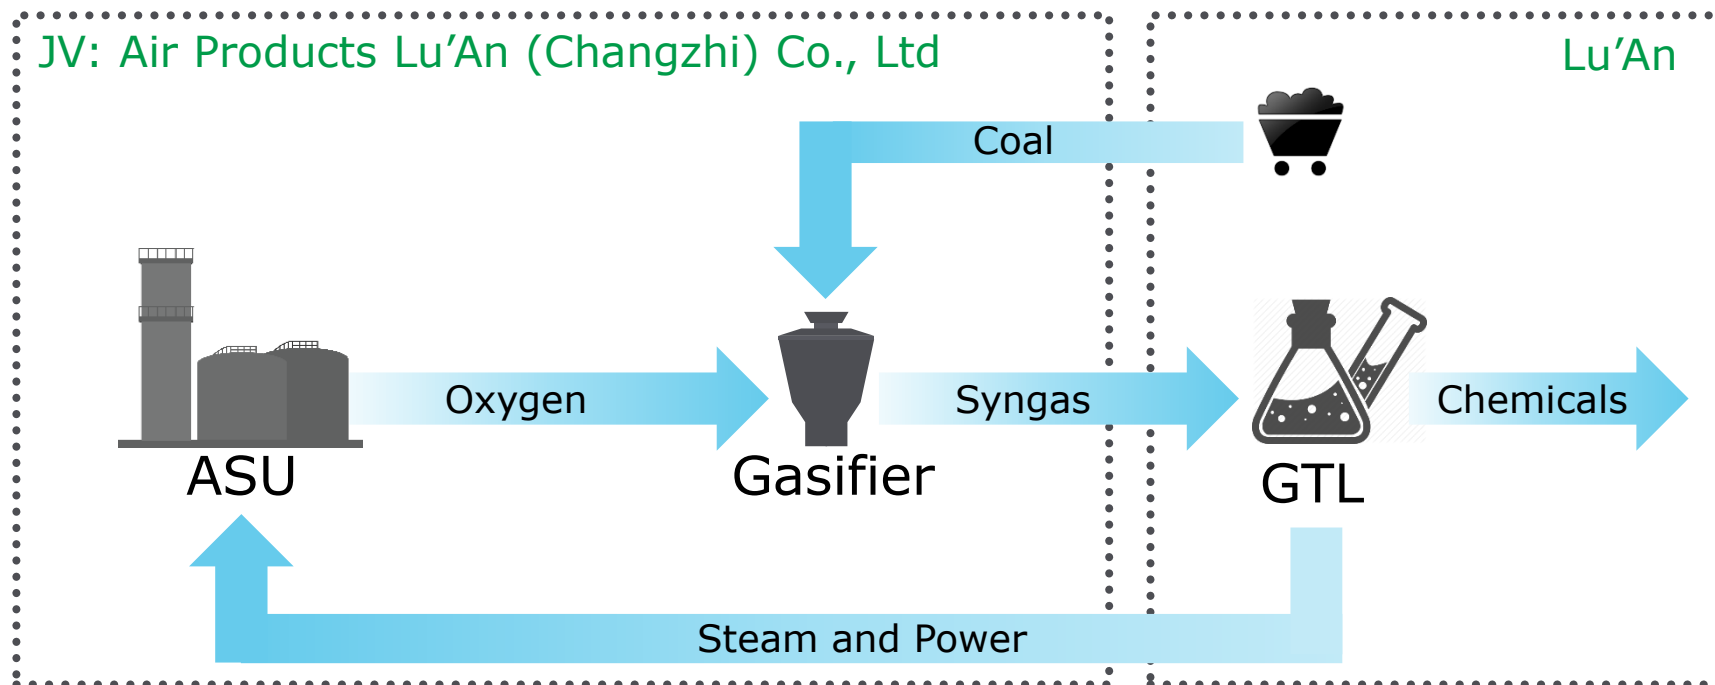 JV: Air Products Lu’An (Changzhi) Co., Ltd
Lu’An
Coal
Oxygen
Syngas
Chemicals
ASU
Gasifier
GTL
Steam and Power